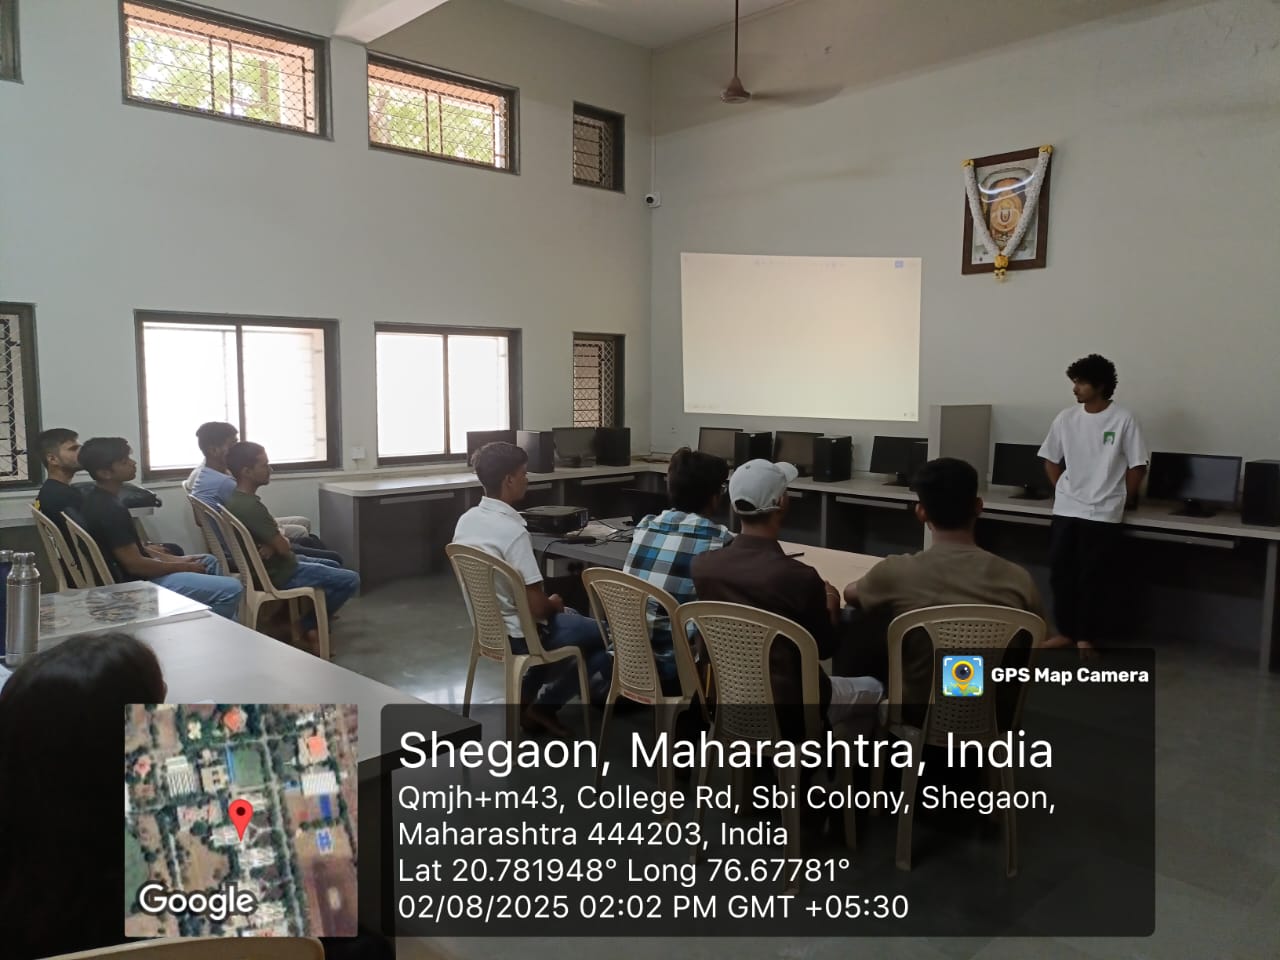 GPS Map Camera
Shegaon, Maharashtra, India
Qmjh+m43, College Rd, Sbi Colony, Shegaon,
Maharashtra 444203, India
Lat 20.781948° Long 76.67781°
02/08/2025 02:02 PM GMT +05:30
Google